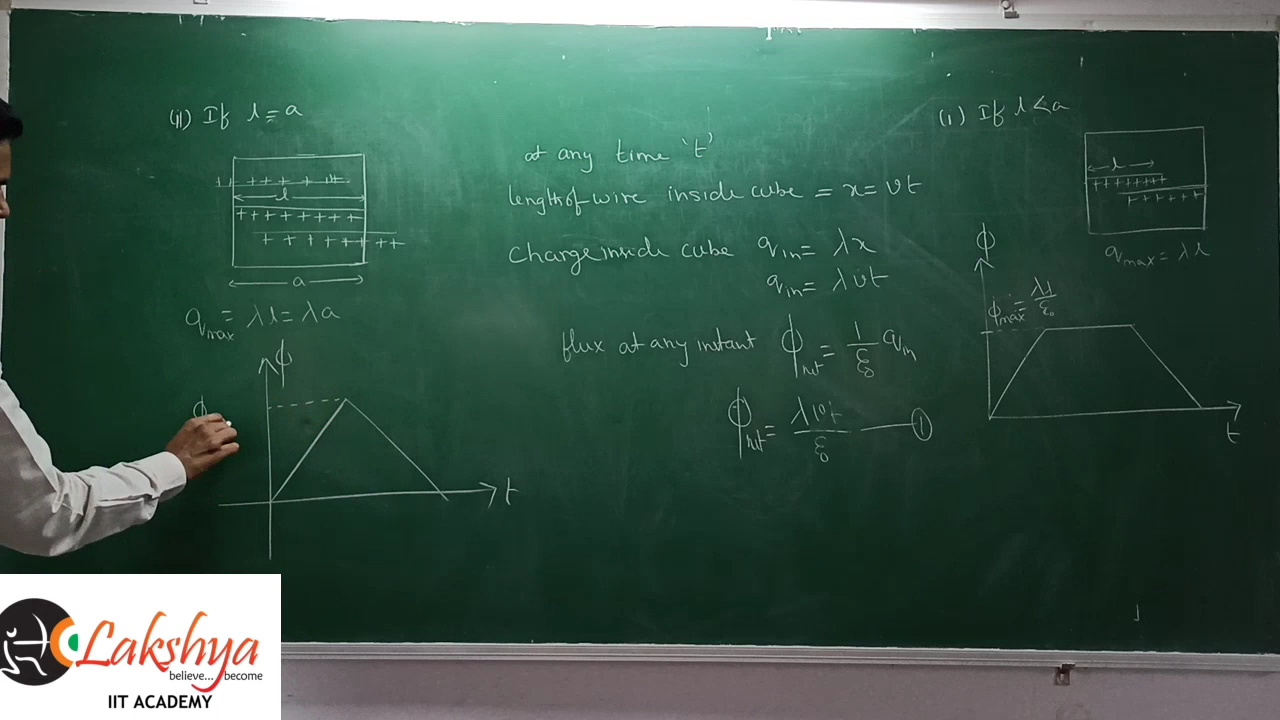 (ii) If l = a
l
a
q_max = λl = λa
ϕ
ϕ
t
at any time 't'
length of wire inside cube = x = vt
Charge inside cube q_in = λx
q_in = λvt
flux at any instant ϕ_net = 1/ε₀ q_in
ϕ_net = λvt/ε₀ — ①
(i) If l < a
l
q_max = λl
ϕ
ϕ_max = λl/ε₀
t
Lakshya
believe... become
IIT ACADEMY